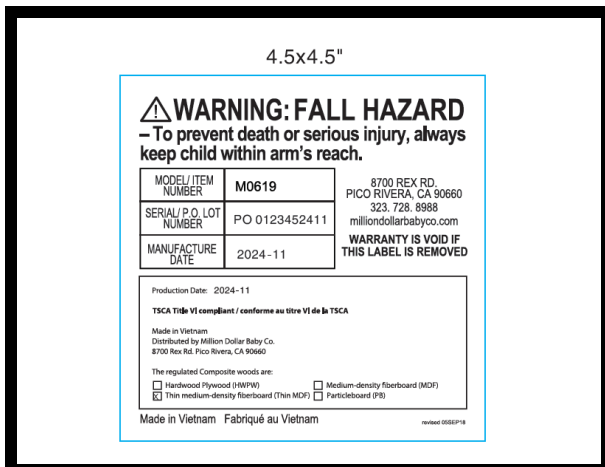 4.5x4.5"
WARNING: FALL HAZARD
– To prevent death or serious injury, always
keep child within arm's reach.
MODEL/ ITEM
NUMBER
M0619
SERIAL/ P.O. LOT
NUMBER
PO 0123452411
MANUFACTURE
DATE
2024-11
8700 REX RD.
PICO RIVERA, CA 90660
323. 728. 8988
milliondollarbabyco.com
WARRANTY IS VOID IF
THIS LABEL IS REMOVED
Production Date: 2024-11
TSCA Title VI compliant / conforme au titre VI de la TSCA
Made in Vietnam
Distributed by Million Dollar Baby Co.
8700 Rex Rd. Pico Rivera, CA 90660
The regulated Composite woods are:
Hardwood Plywood (HWPW)
Medium-density fiberboard (MDF)
X Thin medium-density fiberboard (Thin MDF)
Particleboard (PB)
Made in Vietnam Fabriqué au Vietnam
revised 05SEP18